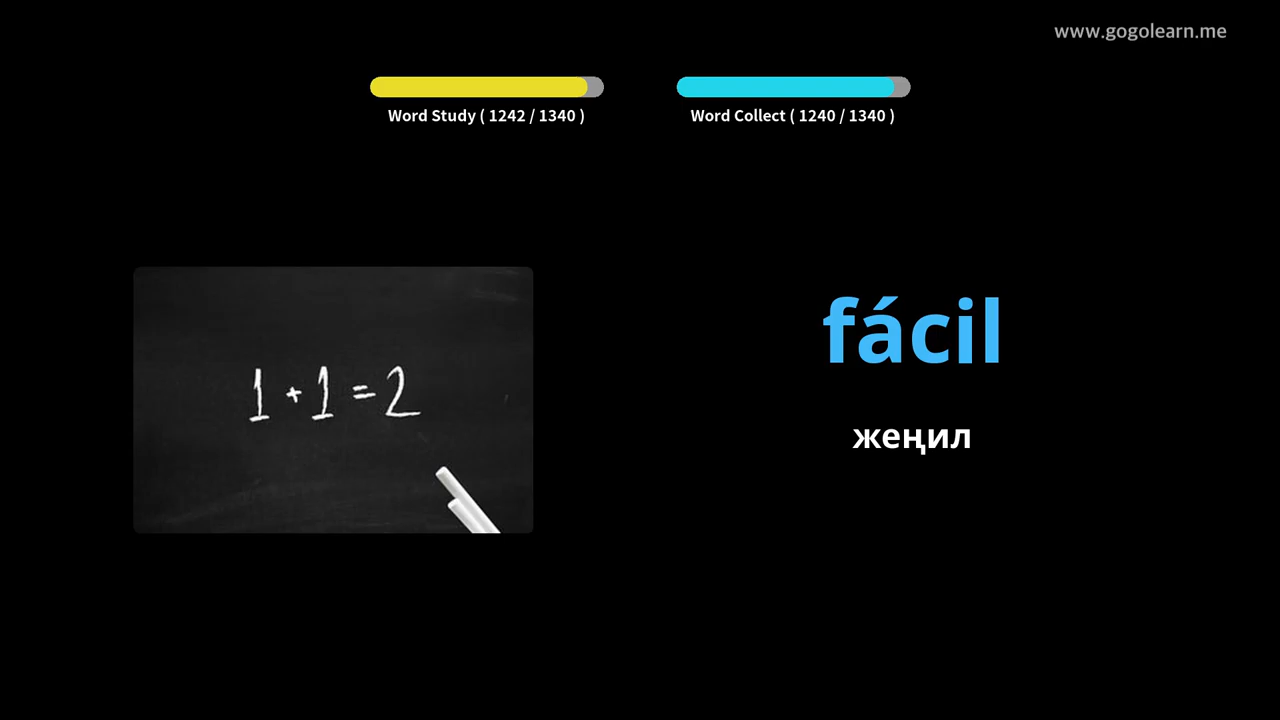 www.gogolearn.me
Word Study ( 1242 / 1340 )
Word Collect ( 1240 / 1340 )
1 + 1 = 2
fácil
жеңил